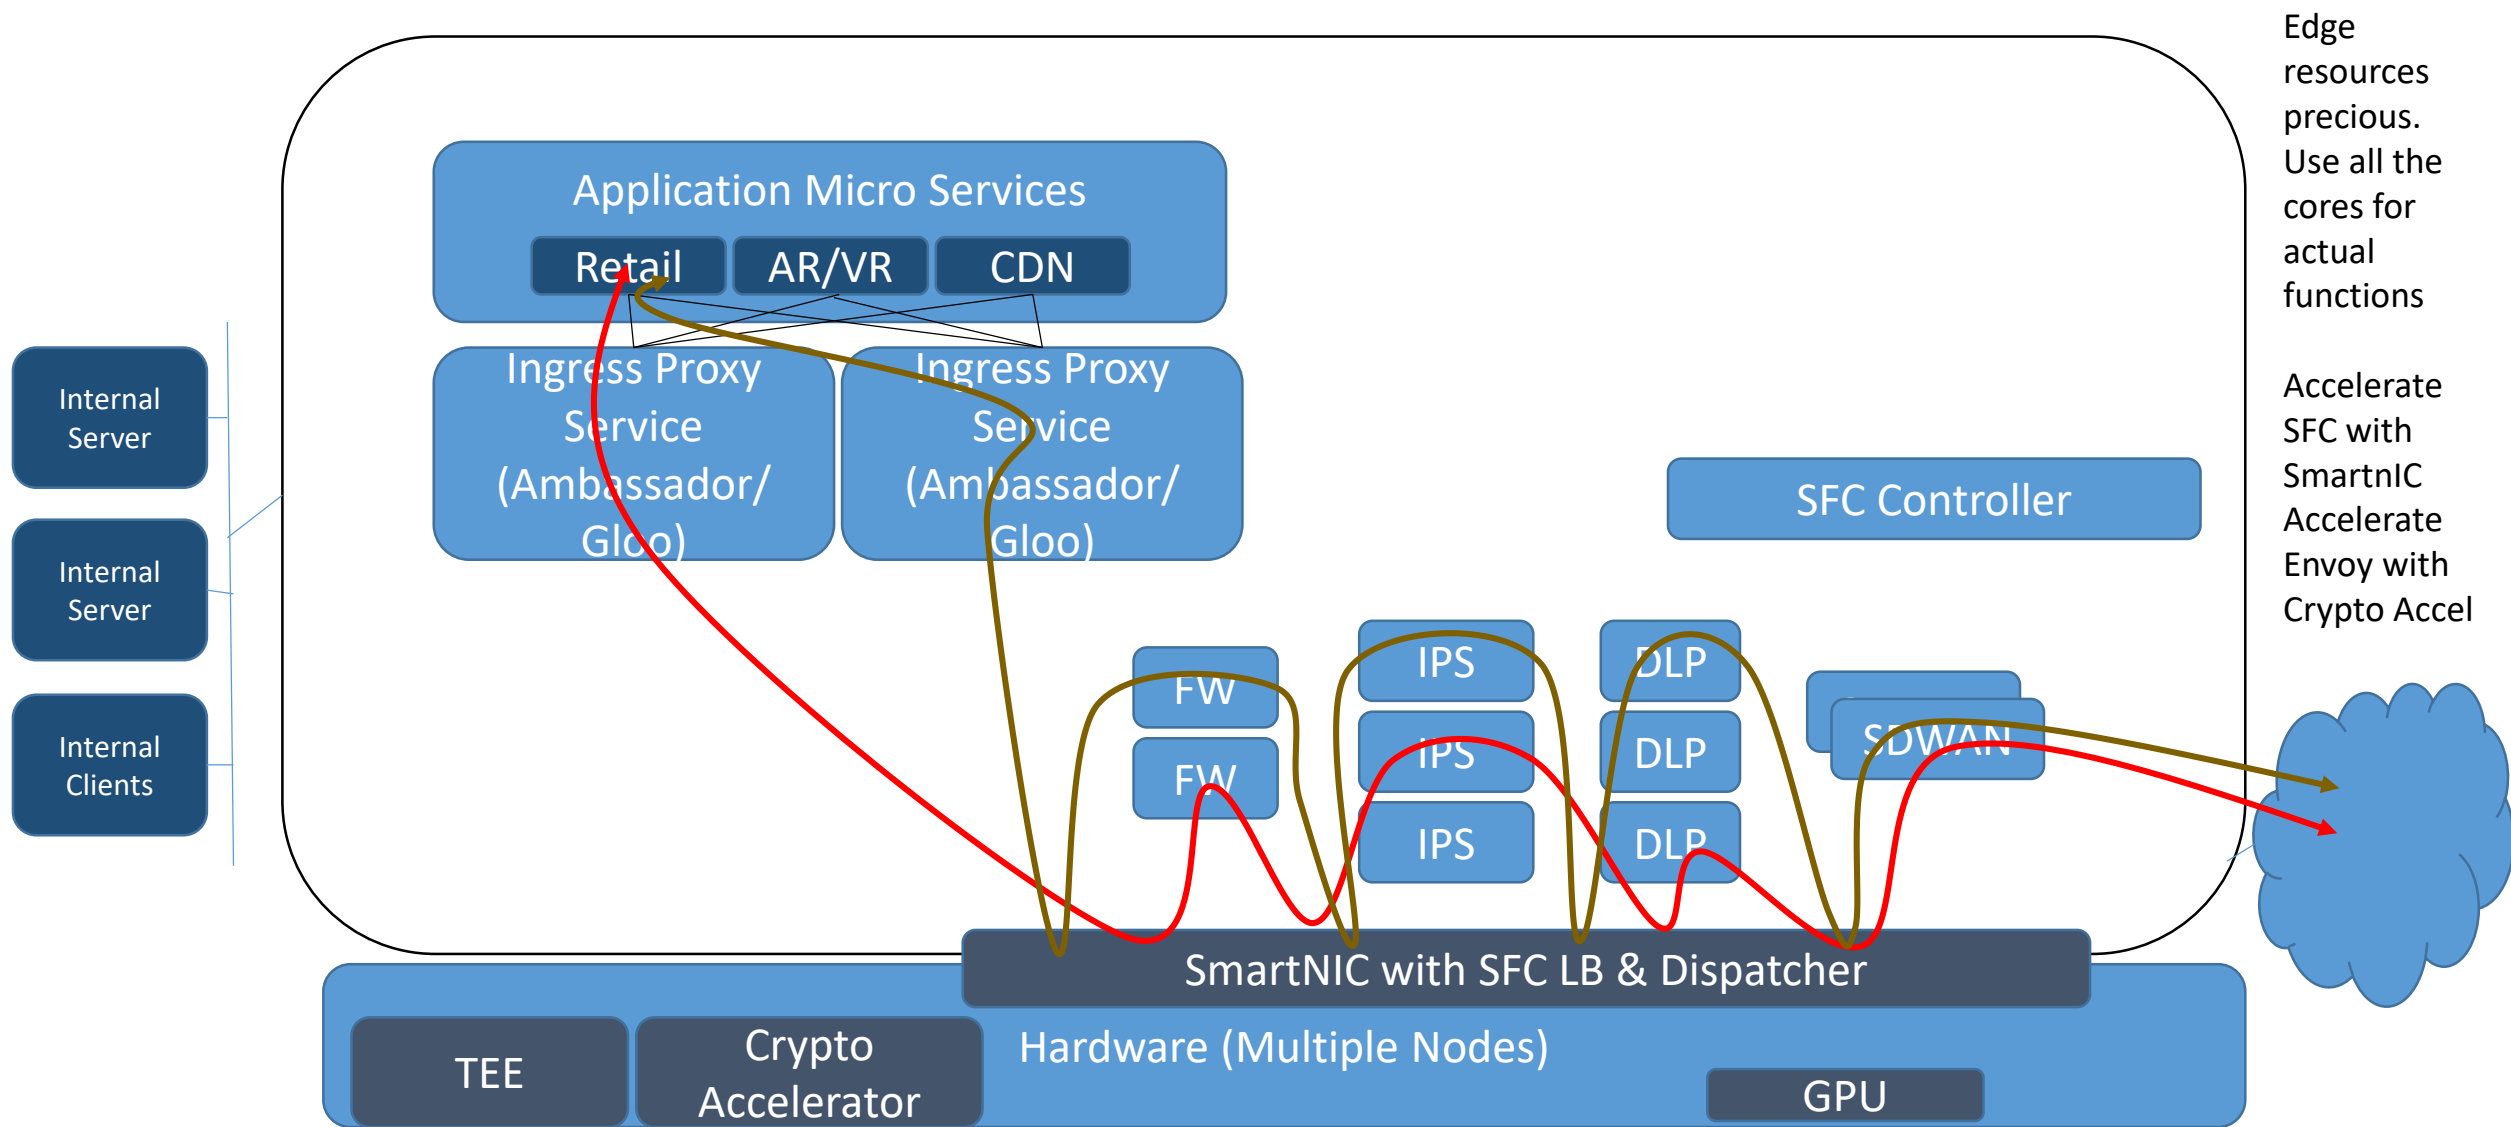 Edge
resources
precious.
Use all the
cores for
actual
functions
Accelerate
SFC with
SmartnIC
Accelerate
Envoy with
Crypto Accel
Application Micro Services
Retail
AR/VR
CDN
Internal
Server
Internal
Server
Internal
Clients
Ingress Proxy
Service
(Ambassador/
Gloo)
Ingress Proxy
Service
(Ambassador/
Gloo)
SFC Controller
FW
FW
IPS
IPS
IPS
DLP
DLP
DLP
SDWAN
SmartNIC with SFC LB & Dispatcher
Hardware (Multiple Nodes)
TEE
Crypto
Accelerator
GPU